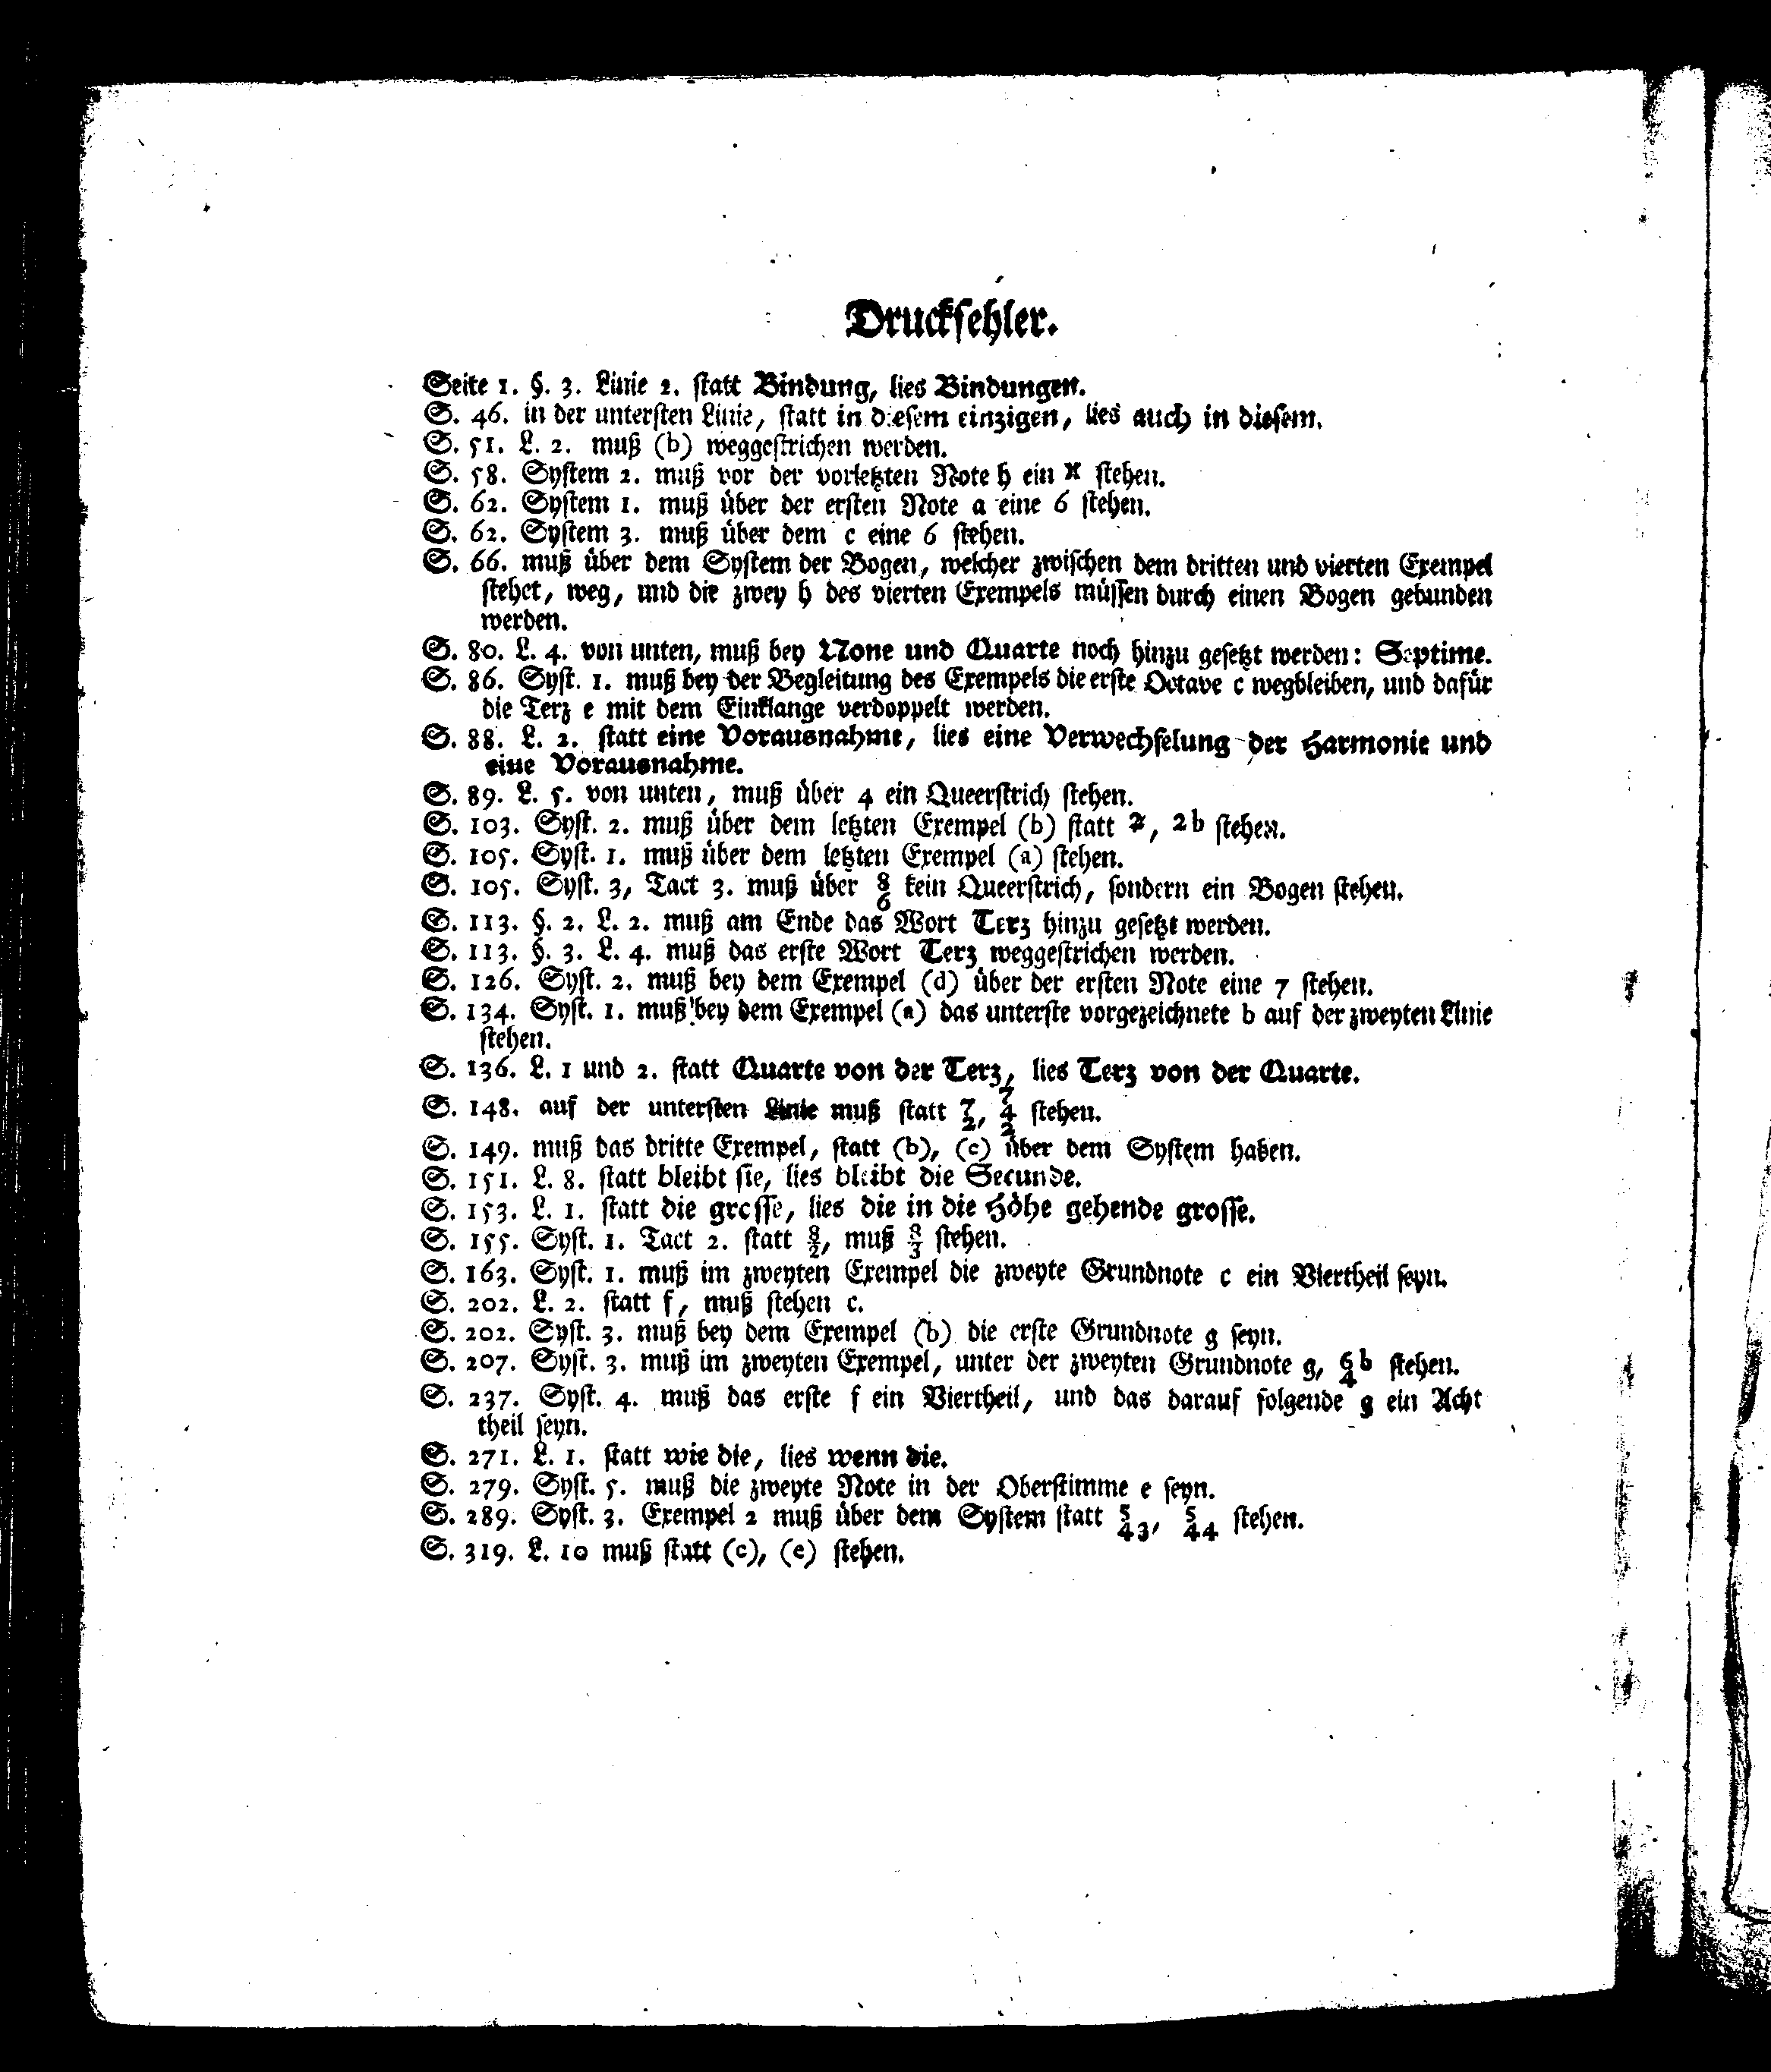 Druckfehler.
Seite 1. §. 3. Linie 2. statt Bindung, lies Bindungen.
S. 46. in der untersten Linie, statt in diesem einzigen, lies auch in diesem.
S. 51. L. 2. muß (b) weggestrichen werden.
S. 58. System 2. muß vor der vorletzten Note h ein x stehen.
S. 62. System 1. muß über der ersten Note a eine 6 stehen.
S. 62. System 3. muß über dem c eine 6 stehen.
S. 66. muß über dem System der Bogen, welcher zwischen dem dritten und vierten Exempel
stehet, weg, und die zwey h des vierten Exempels müssen durch einen Bogen gebunden
werden.
S. 80. L. 4. von unten, muß bey None und Quarte noch hinzu gesetzt werden: Septime.
S. 86. Syst. 1. muß bey der Begleitung des Exempels die erste Octave c wegbleiben, und dafür
die Terz e mit dem Einklange verdoppelt werden.
S. 88. L. 2. statt eine Vorausnahme, lies eine Verwechselung der Harmonie und
eine Vorausnahme.
S. 89. L. 5. von unten, muß über 4 ein Queerstrich stehen.
S. 103. Syst. 2. muß über dem letzten Exempel (b) statt 2, 2b stehen.
S. 105. Syst. 1. muß über dem letzten Exempel (a) stehen.
S. 105. Syst. 3, Tact 3. muß über 8/6 kein Queerstrich, sondern ein Bogen stehen.
S. 113. §. 2. L. 2. muß am Ende das Wort Terz hinzu gesetzt werden.
S. 113. §. 3. L. 4. muß das erste Wort Terz weggestrichen werden.
S. 126. Syst. 2. muß bey dem Exempel (d) über der ersten Note eine 7 stehen.
S. 134. Syst. 1. muß bey dem Exempel (a) das unterste vorgezeichnete b auf der zweyten Linie
stehen.
S. 136. L. 1 und 2. statt Quarte von der Terz, lies Terz von der Quarte.
S. 148. auf der untersten Linie muß statt 7/2, 7/4/2 stehen.
S. 149. muß das dritte Exempel, statt (b), (c) über dem System haben.
S. 151. L. 8. statt bleibt sie, lies bleibt die Secunde.
S. 153. L. 1. statt die grosse, lies die in die Höhe gehende grosse.
S. 155. Syst. 1. Tact 2. statt 8/2, muß 8/3 stehen.
S. 163. Syst. 1. muß im zweyten Exempel die zweyte Grundnote c ein Viertheil seyn.
S. 202. L. 2. statt f, muß stehen c.
S. 202. Syst. 3. muß bey dem Exempel (b) die erste Grundnote g seyn.
S. 207. Syst. 3. muß im zweyten Exempel, unter der zweyten Grundnote g, 6/4 b stehen.
S. 237. Syst. 4. muß das erste f ein Viertheil, und das darauf folgende g ein Acht
theil seyn.
S. 271. L. 1. statt wie die, lies wenn die.
S. 279. Syst. 5. muß die zweyte Note in der Oberstimme e seyn.
S. 289. Syst. 3. Exempel 2 muß über dem System statt 5/43, 5/44 stehen.
S. 319. L. 10 muß statt (c), (e) stehen.